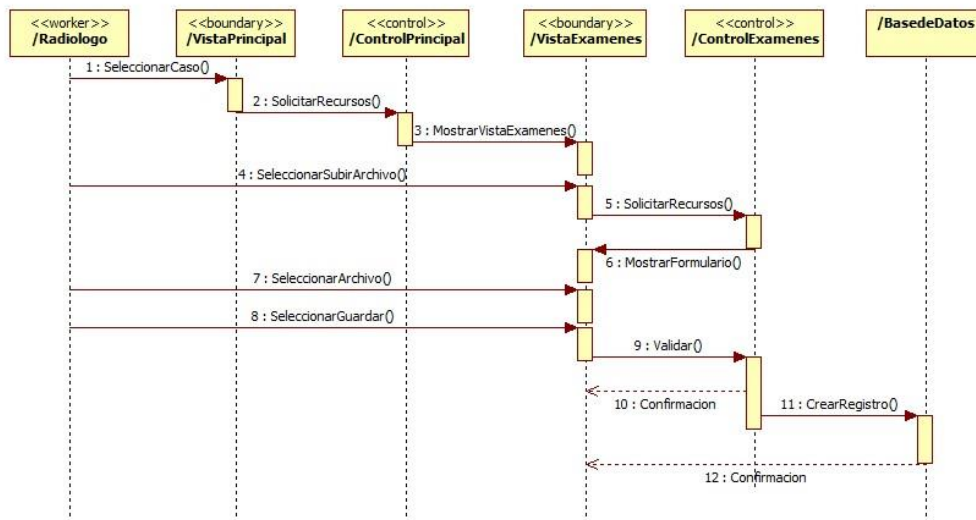 <<worker>>
/Radiologo
<<boundary>>
/VistaPrincipal
<<control>>
/ControlPrincipal
<<boundary>>
/VistaExamenes
<<control>>
/ControlExamenes
/BasedeDatos
1 : SeleccionarCaso()
2 : SolicitarRecursos()
3 : MostrarVistaExamenes()
4 : SeleccionarSubirArchivo()
5 : SolicitarRecursos()
6 : MostrarFormulario()
7 : SeleccionarArchivo()
8 : SeleccionarGuardar()
9 : Validar()
10 : Confirmacion
11 : CrearRegistro()
12 : Confirmacion